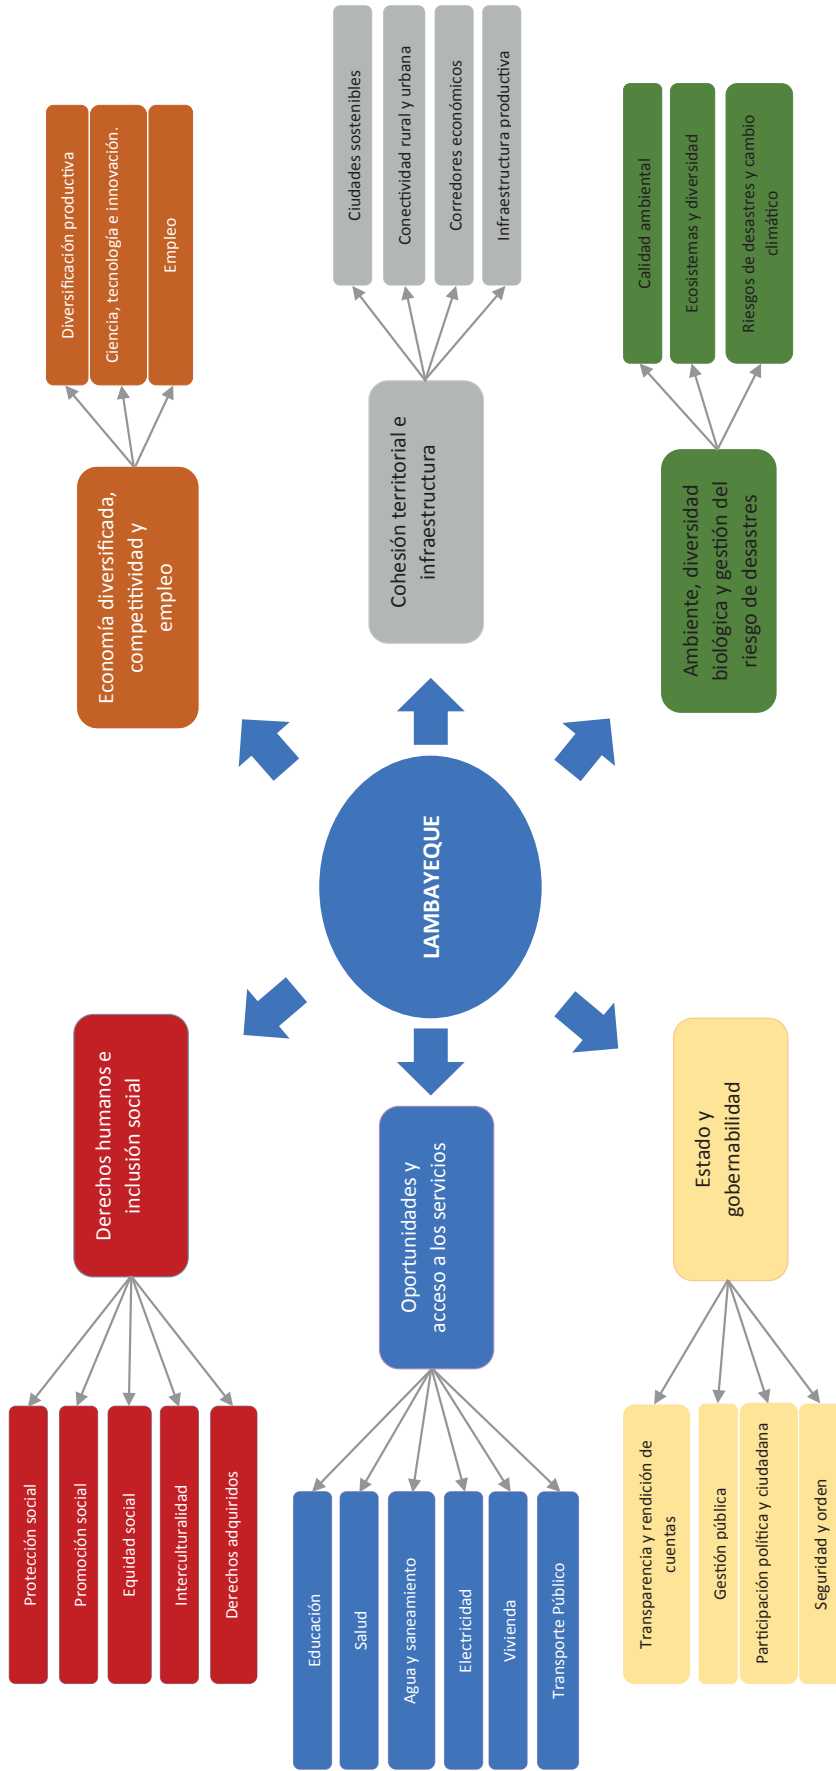 Protección social
Promoción social
Equidad social
Interculturalidad
Derechos adquiridos
Derechos humanos e
inclusión social
Economía diversificada,
competitividad y
empleo
Diversificación productiva
Ciencia, tecnología e innovación.
Empleo
Educación
Salud
Agua y saneamiento
Electricidad
Vivienda
Transporte Público
Oportunidades y
acceso a los servicios
LAMBAYEQUE
Cohesión territorial e
infraestructura
Ciudades sostenibles
Conectividad rural y urbana
Corredores económicos
Infraestructura productiva
Transparencia y rendición de
cuentas
Gestión pública
Participación política y ciudadana
Seguridad y orden
Estado y
gobernabilidad
Ambiente, diversidad
biológica y gestión del
riesgo de desastres
Calidad ambiental
Ecosistemas y diversidad
Riesgos de desastres y cambio
climático